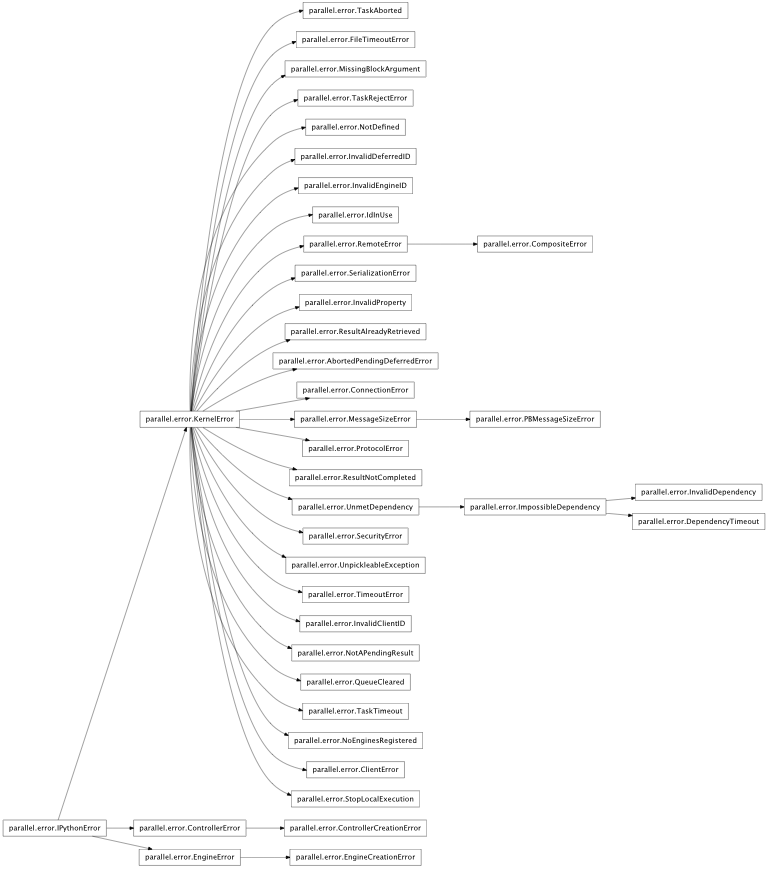 parallel.error.TaskAborted
parallel.error.FileTimeoutError
parallel.error.MissingBlockArgument
parallel.error.TaskRejectError
parallel.error.NotDefined
parallel.error.InvalidDeferredID
parallel.error.InvalidEngineID
parallel.error.IdInUse
parallel.error.RemoteError
parallel.error.CompositeError
parallel.error.SerializationError
parallel.error.InvalidProperty
parallel.error.ResultAlreadyRetrieved
parallel.error.AbortedPendingDeferredError
parallel.error.ConnectionError
parallel.error.KernelError
parallel.error.MessageSizeError
parallel.error.PBMessageSizeError
parallel.error.ProtocolError
parallel.error.ResultNotCompleted
parallel.error.InvalidDependency
parallel.error.UnmetDependency
parallel.error.ImpossibleDependency
parallel.error.DependencyTimeout
parallel.error.SecurityError
parallel.error.UnpickleableException
parallel.error.TimeoutError
parallel.error.InvalidClientID
parallel.error.NotAPendingResult
parallel.error.QueueCleared
parallel.error.TaskTimeout
parallel.error.NoEnginesRegistered
parallel.error.ClientError
parallel.error.StopLocalExecution
parallel.error.IPythonError
parallel.error.ControllerError
parallel.error.ControllerCreationError
parallel.error.EngineError
parallel.error.EngineCreationError